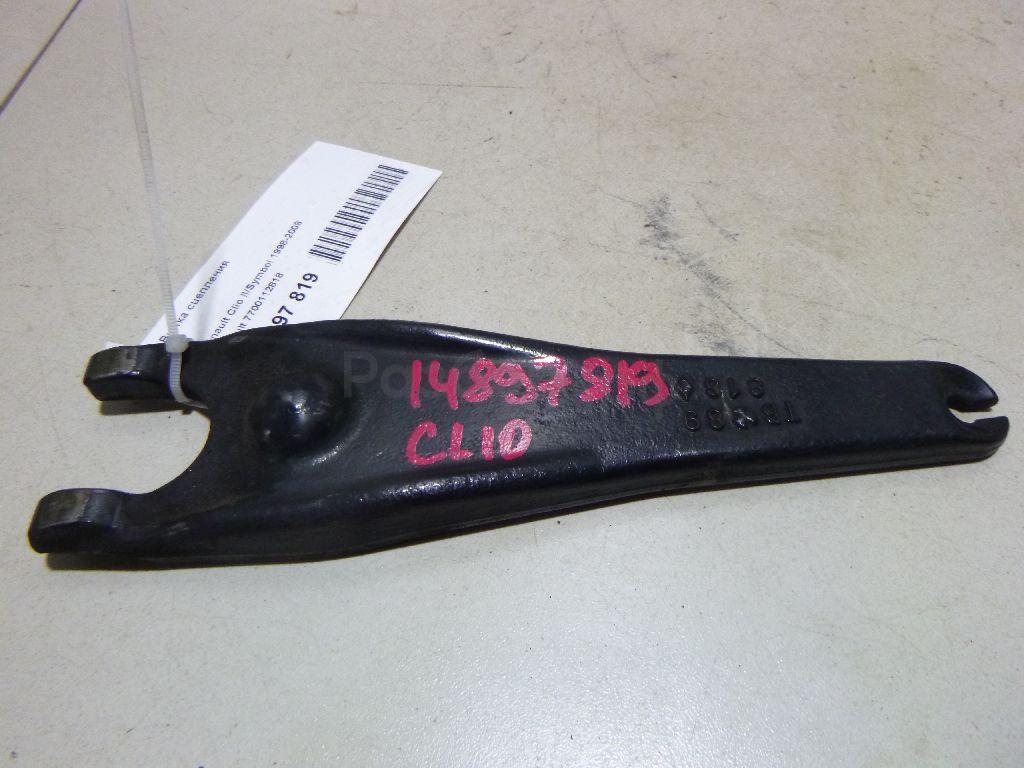 сцепления
Clio II/Symbol 1998-2008
7700112818
97 819
14897819
CLIO